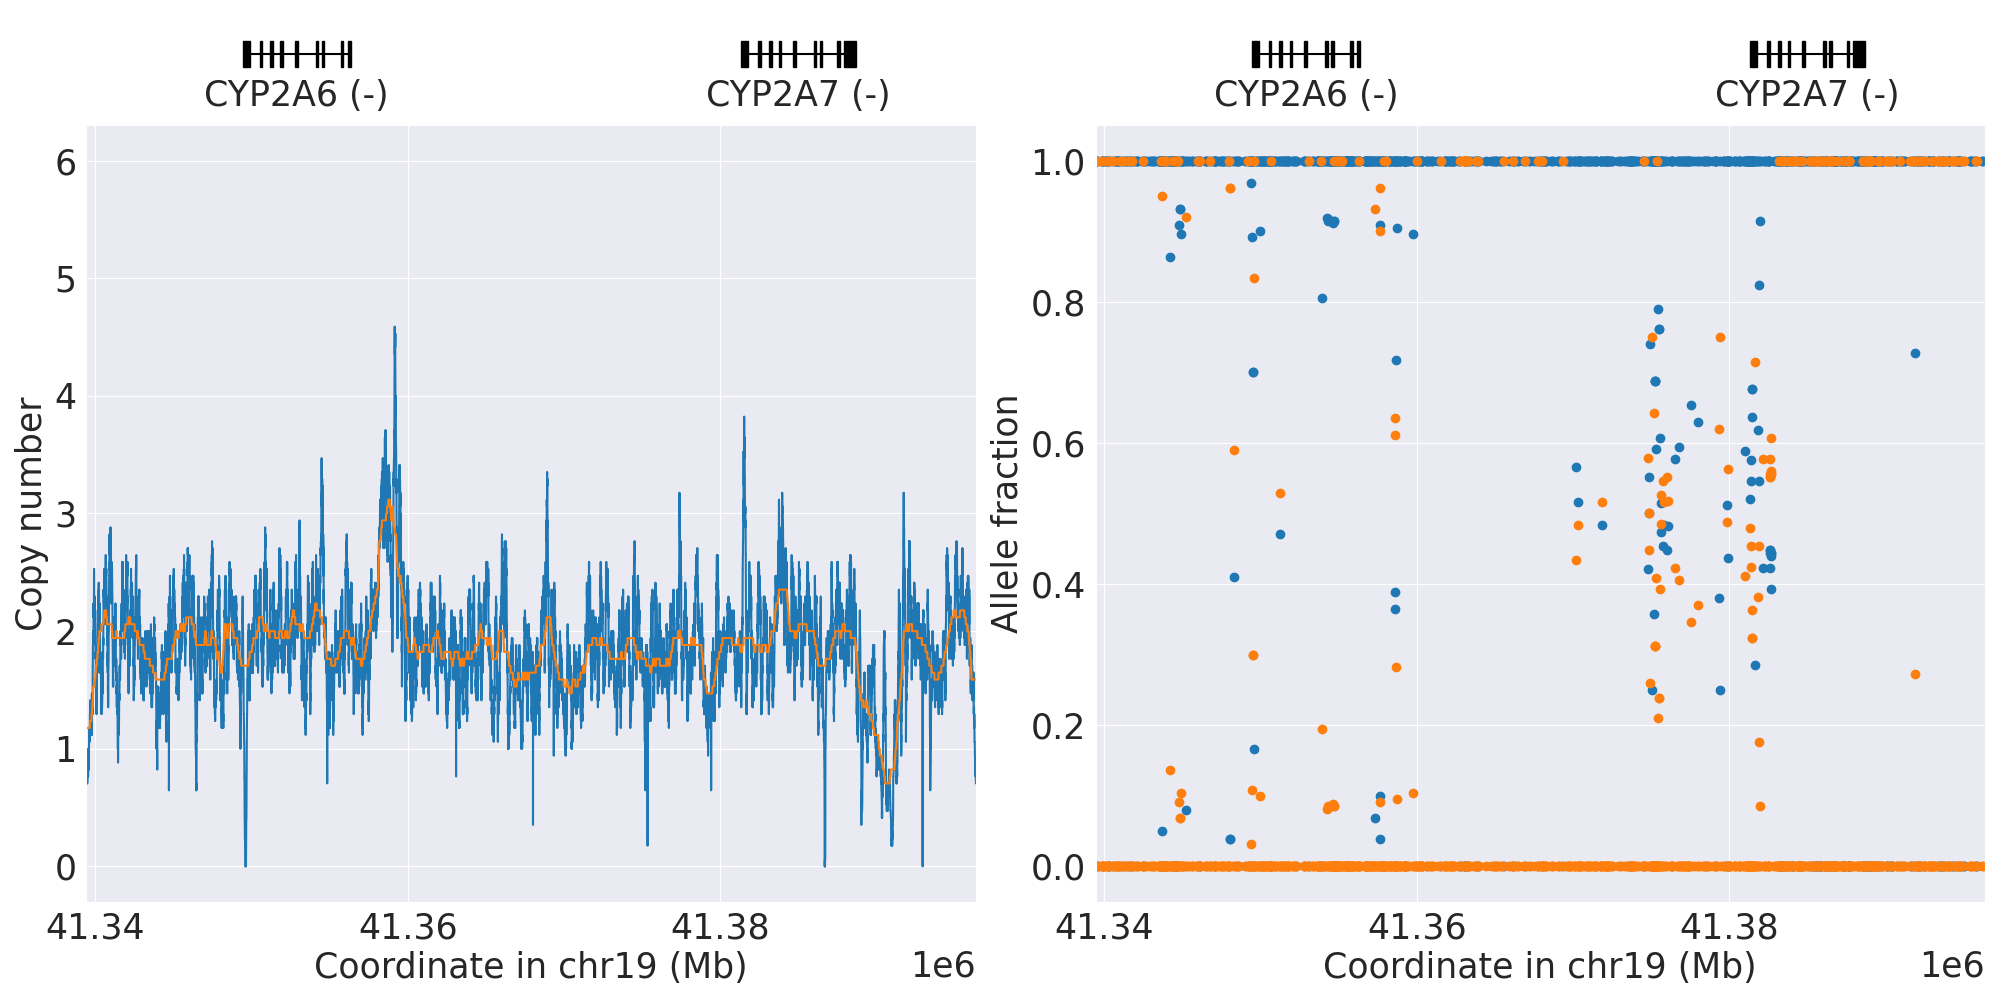 CYP2A6 (-)
CYP2A7 (-)
6
5
4
3
2
1
0
Copy number
41.34
41.36
41.38
Coordinate in chr19 (Mb)
1e6
CYP2A6 (-)
CYP2A7 (-)
1.0
0.8
0.6
0.4
0.2
0.0
Allele fraction
41.34
41.36
41.38
Coordinate in chr19 (Mb)
1e6